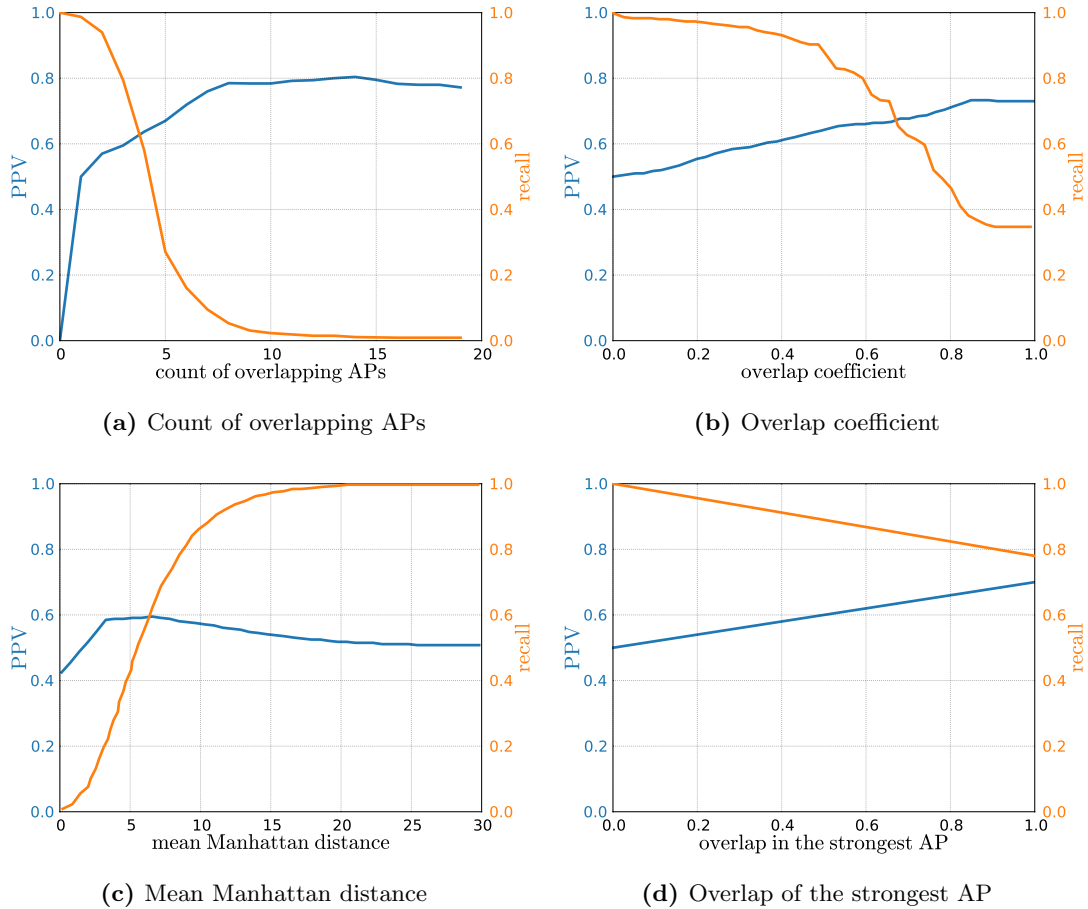 1.0 1.0 1.0 1.0
0.8 0.8 0.8 0.8
0.6 0.6 0.6 0.6
PPV recall PPV recall
0.4 0.4 0.4 0.4
0.2 0.2 0.2 0.2
0.0 0.0 0.0 0.0
0 5 10 15 20 0.0 0.2 0.4 0.6 0.8 1.0
count of overlapping APs overlap coefficient
(a) Count of overlapping APs (b) Overlap coefficient
1.0 1.0 1.0 1.0
0.8 0.8 0.8 0.8
0.6 0.6 0.6 0.6
PPV recall PPV recall
0.4 0.4 0.4 0.4
0.2 0.2 0.2 0.2
0.0 0.0 0.0 0.0
0 5 10 15 20 25 30 0.0 0.2 0.4 0.6 0.8 1.0
mean Manhattan distance overlap in the strongest AP
(c) Mean Manhattan distance (d) Overlap of the strongest AP